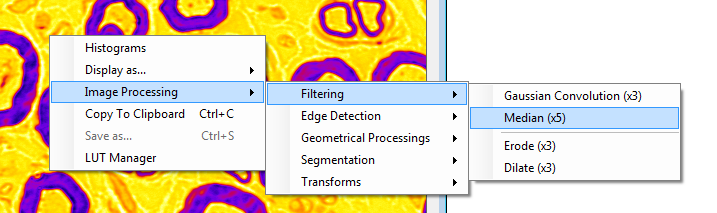 Histograms
Display as...
Image Processing
Copy To Clipboard Ctrl+C
Save as... Ctrl+S
LUT Manager
Filtering
Edge Detection
Geometrical Processings
Segmentation
Transforms
Gaussian Convolution (x3)
Median (x5)
Erode (x3)
Dilate (x3)